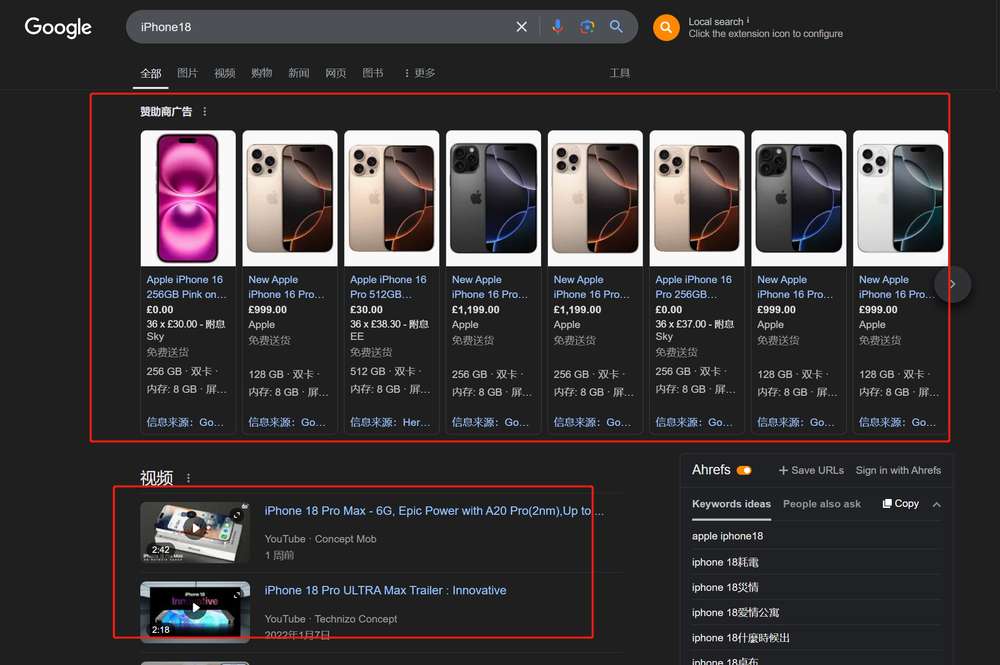 Google
iPhone18
Local search i
Click the extension icon to configure
全部 图片 视频 购物 新闻 网页 图书 更多 工具
赞助商广告
Apple iPhone 16
256GB Pink on...
£0.00
36 x £30.00 - 附息
Sky
免费送货
256 GB · 双卡 ·
内存: 8 GB · 屏...
信息来源：Go...
New Apple
iPhone 16 Pro...
£999.00
Apple
免费送货
128 GB · 双卡 ·
内存: 8 GB · 屏...
信息来源：Go...
Apple iPhone 16
Pro 512GB...
£30.00
36 x £38.30 - 附息
EE
免费送货
512 GB · 双卡 ·
内存: 8 GB · 屏...
信息来源：Her...
New Apple
iPhone 16 Pro...
£1,199.00
Apple
免费送货
256 GB · 双卡 ·
内存: 8 GB · 屏...
信息来源：Go...
New Apple
iPhone 16 Pro...
£1,199.00
Apple
免费送货
256 GB · 双卡 ·
内存: 8 GB · 屏...
信息来源：Go...
Apple iPhone 16
Pro 256GB...
£0.00
36 x £37.00 - 附息
Sky
免费送货
256 GB · 双卡 ·
内存: 8 GB · 屏...
信息来源：Go...
New Apple
iPhone 16 Pro...
£999.00
Apple
免费送货
128 GB · 双卡 ·
内存: 8 GB · 屏...
信息来源：Go...
New Apple
iPhone 16 Pro...
£999.00
Apple
免费送货
128 GB · 双卡 ·
内存: 8 GB · 屏...
信息来源：Go...
视频
2:42
iPhone 18 Pro Max - 6G, Epic Power with A20 Pro(2nm),Up to ...
YouTube · Concept Mob
1 周前
iPhone 18
Innovative
2:18
iPhone 18 Pro ULTRA Max Trailer : Innovative
YouTube · Technizo Concept
2022年1月7日
Ahrefs
Save URLs
Sign in with Ahrefs
Keywords ideas
People also ask
Copy
apple iphone18
iphone 18耗電
iphone 18災情
iphone 18爱情公寓
iphone 18什麼時候出
iphone 18桌布